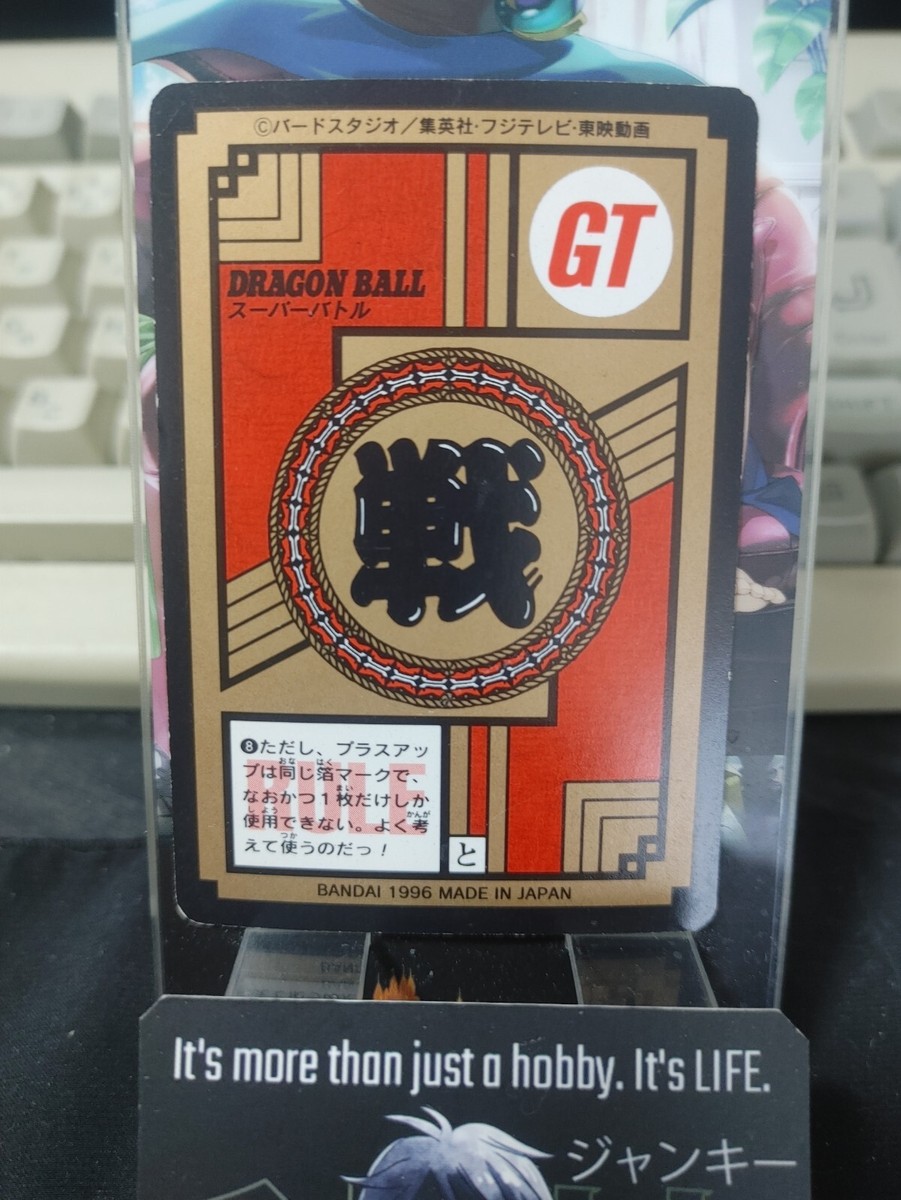 ©バードスタジオ／集英社・フジテレビ・東映動画
GT
DRAGON BALL
スーパーバトル
戦
RULE
❽ただし、プラスアッ
プは同じ箔マークで、
なおかつ1枚だけしか
使用できない。よく考
えて使うのだっ！
と
BANDAI 1996 MADE IN JAPAN
It's more than just a hobby. It's LIFE.
ジャンキー